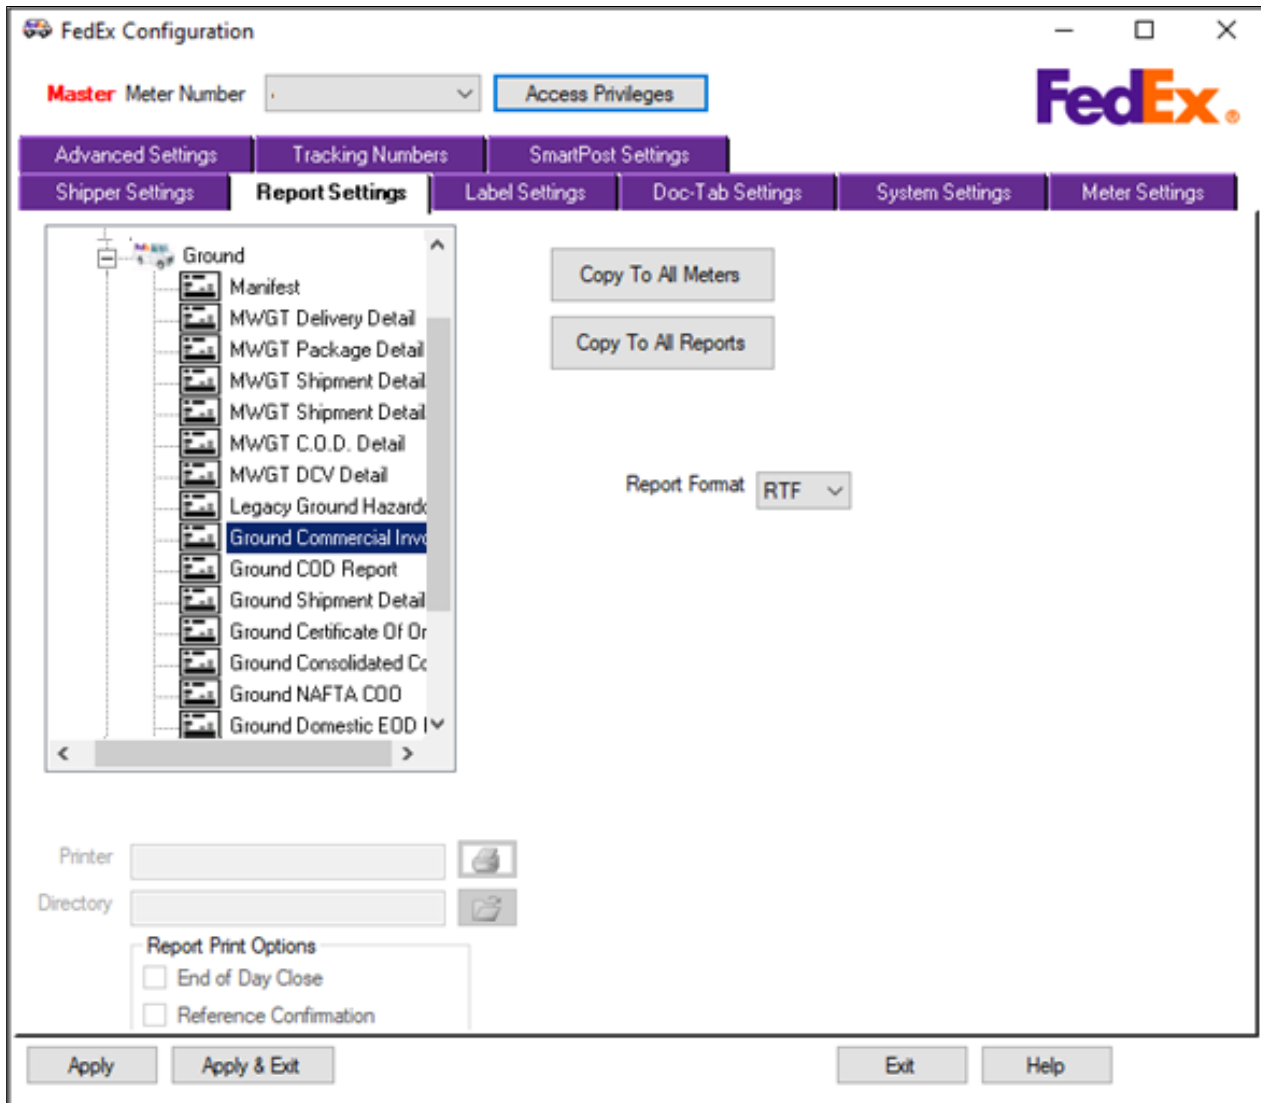 FedEx Configuration
Master Meter Number
Access Privileges
FedEx®
Advanced Settings
Tracking Numbers
SmartPost Settings
Shipper Settings
Report Settings
Label Settings
Doc-Tab Settings
System Settings
Meter Settings
Ground
Manifest
MWGT Delivery Detail
MWGT Package Detail
MWGT Shipment Detail
MWGT Shipment Detail
MWGT C.O.D. Detail
MWGT DCV Detail
Legacy Ground Hazardo
Ground Commercial Invo
Ground COD Report
Ground Shipment Detail
Ground Certificate Of Or
Ground Consolidated Co
Ground NAFTA COO
Ground Domestic EOD
Copy To All Meters
Copy To All Reports
Report Format RTF
Printer
Directory
Report Print Options
End of Day Close
Reference Confirmation
Apply
Apply & Exit
Exit
Help